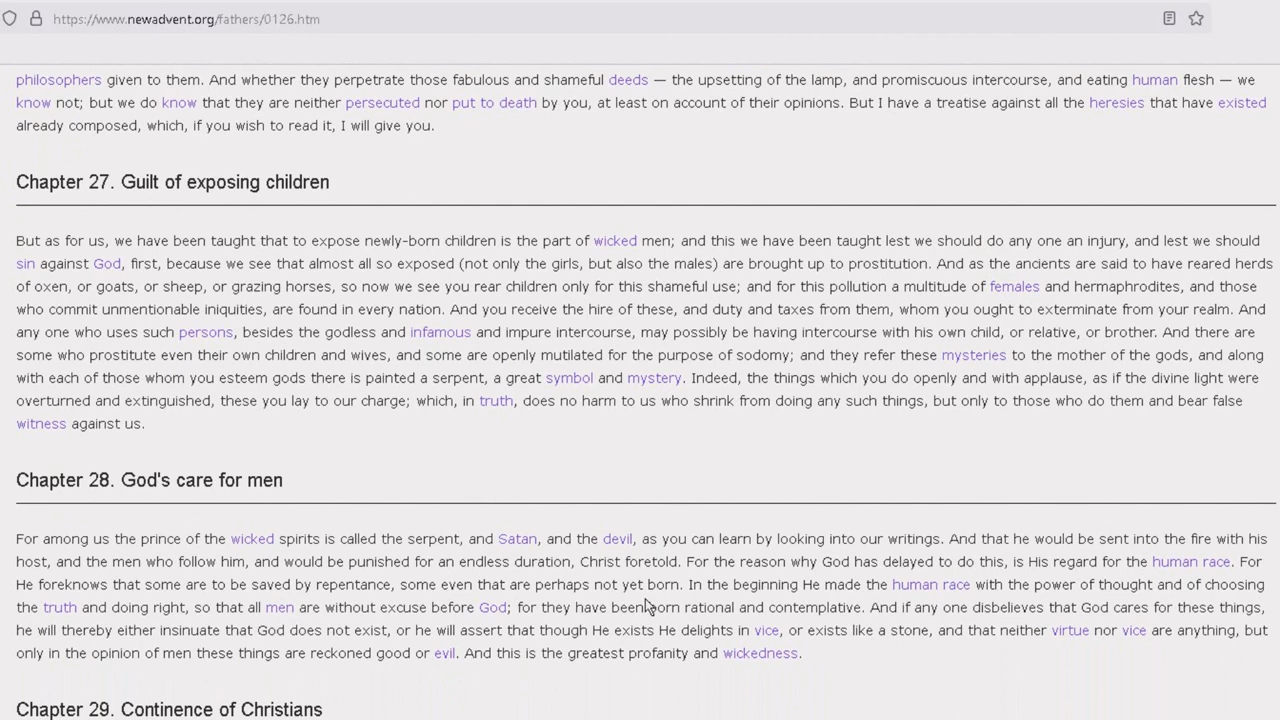 https://www.newadvent.org/fathers/0126.htm
philosophers given to them. And whether they perpetrate those fabulous and shameful deeds — the upsetting of the lamp, and promiscuous intercourse, and eating human flesh — we
know not; but we do know that they are neither persecuted nor put to death by you, at least on account of their opinions. But I have a treatise against all the heresies that have existed
already composed, which, if you wish to read it, I will give you.
Chapter 27. Guilt of exposing children
But as for us, we have been taught that to expose newly-born children is the part of wicked men; and this we have been taught lest we should do any one an injury, and lest we should
sin against God, first, because we see that almost all so exposed (not only the girls, but also the males) are brought up to prostitution. And as the ancients are said to have reared herds
of oxen, or goats, or sheep, or grazing horses, so now we see you rear children only for this shameful use; and for this pollution a multitude of females and hermaphrodites, and those
who commit unmentionable iniquities, are found in every nation. And you receive the hire of these, and duty and taxes from them, whom you ought to exterminate from your realm. And
any one who uses such persons, besides the godless and infamous and impure intercourse, may possibly be having intercourse with his own child, or relative, or brother. And there are
some who prostitute even their own children and wives, and some are openly mutilated for the purpose of sodomy; and they refer these mysteries to the mother of the gods, and along
with each of those whom you esteem gods there is painted a serpent, a great symbol and mystery. Indeed, the things which you do openly and with applause, as if the divine light were
overturned and extinguished, these you lay to our charge; which, in truth, does no harm to us who shrink from doing any such things, but only to those who do them and bear false
witness against us.
Chapter 28. God's care for men
For among us the prince of the wicked spirits is called the serpent, and Satan, and the devil, as you can learn by looking into our writings. And that he would be sent into the fire with his
host, and the men who follow him, and would be punished for an endless duration, Christ foretold. For the reason why God has delayed to do this, is His regard for the human race. For
He foreknows that some are to be saved by repentance, some even that are perhaps not yet born. In the beginning He made the human race with the power of thought and of choosing
the truth and doing right, so that all men are without excuse before God; for they have been born rational and contemplative. And if any one disbelieves that God cares for these things,
he will thereby either insinuate that God does not exist, or he will assert that though He exists He delights in vice, or exists like a stone, and that neither virtue nor vice are anything, but
only in the opinion of men these things are reckoned good or evil. And this is the greatest profanity and wickedness.
Chapter 29. Continence of Christians